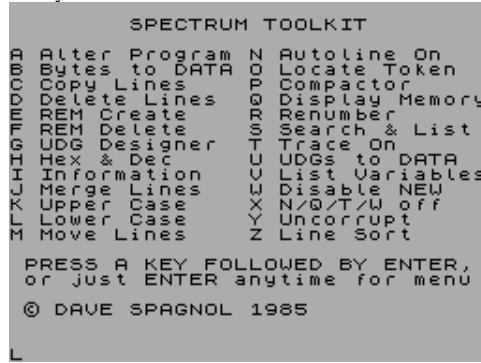 SPECTRUM TOOLKIT
A Alter Program N Autoline On
B Bytes to DATA O Locate Token
C Copy Lines P Compactor
D Delete Lines Q Display Memory
E REM Create R Renumber
F REM Delete S Search & List
G UDG Designer T Trace On
H Hex & Dec U UDGs to DATA
I Information V List Variables
J Merge Lines W Disable NEW
K Upper Case X N/Q/T/W off
L Lower Case Y Uncorrupt
M Move Lines Z Line Sort
PRESS A KEY FOLLOWED BY ENTER,
or just ENTER anytime for menu
© DAVE SPAGNOL 1985
L